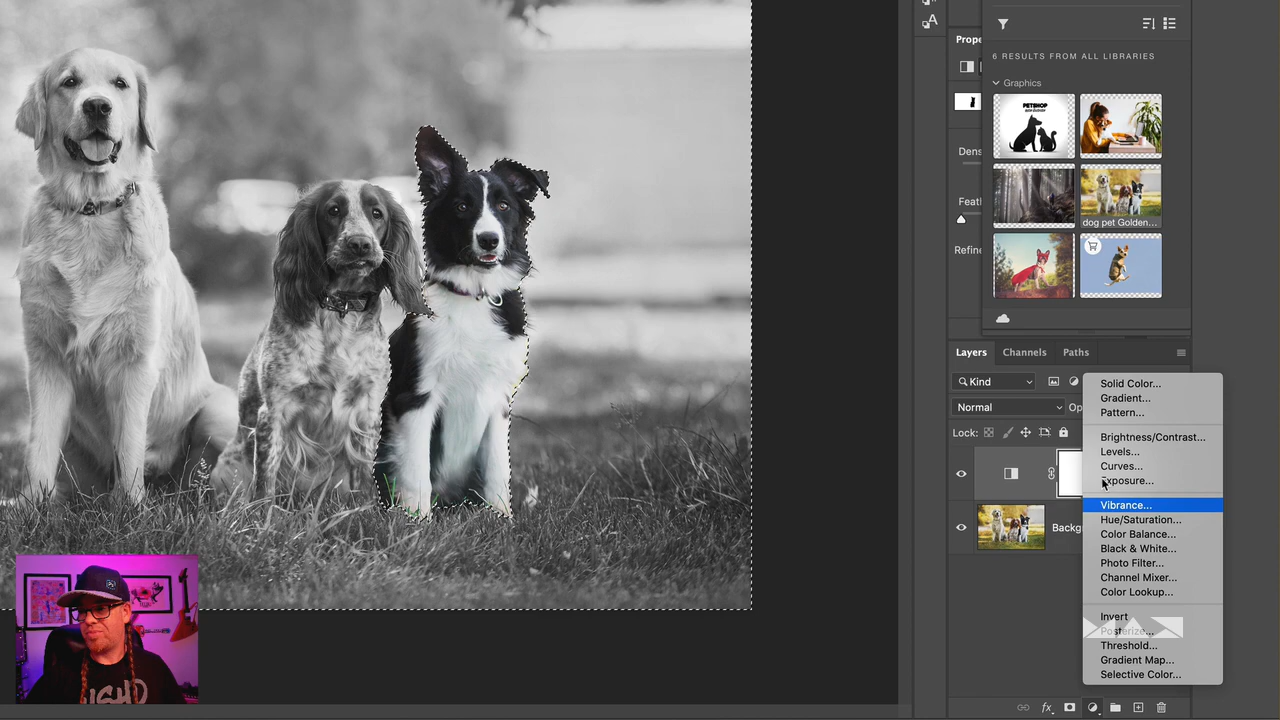 Prope
6 RESULTS FROM ALL LIBRARIES
Graphics
PETSHOP
dog pet Golden...
Dens
Feath
Refine
Layers
Channels
Paths
Kind
Normal
Op
Lock:
Backg
Solid Color...
Gradient...
Pattern...
Brightness/Contrast...
Levels...
Curves...
Exposure...
Vibrance...
Hue/Saturation...
Color Balance...
Black & White...
Photo Filter...
Channel Mixer...
Color Lookup...
Invert
Posterize...
Threshold...
Gradient Map...
Selective Color...
fx